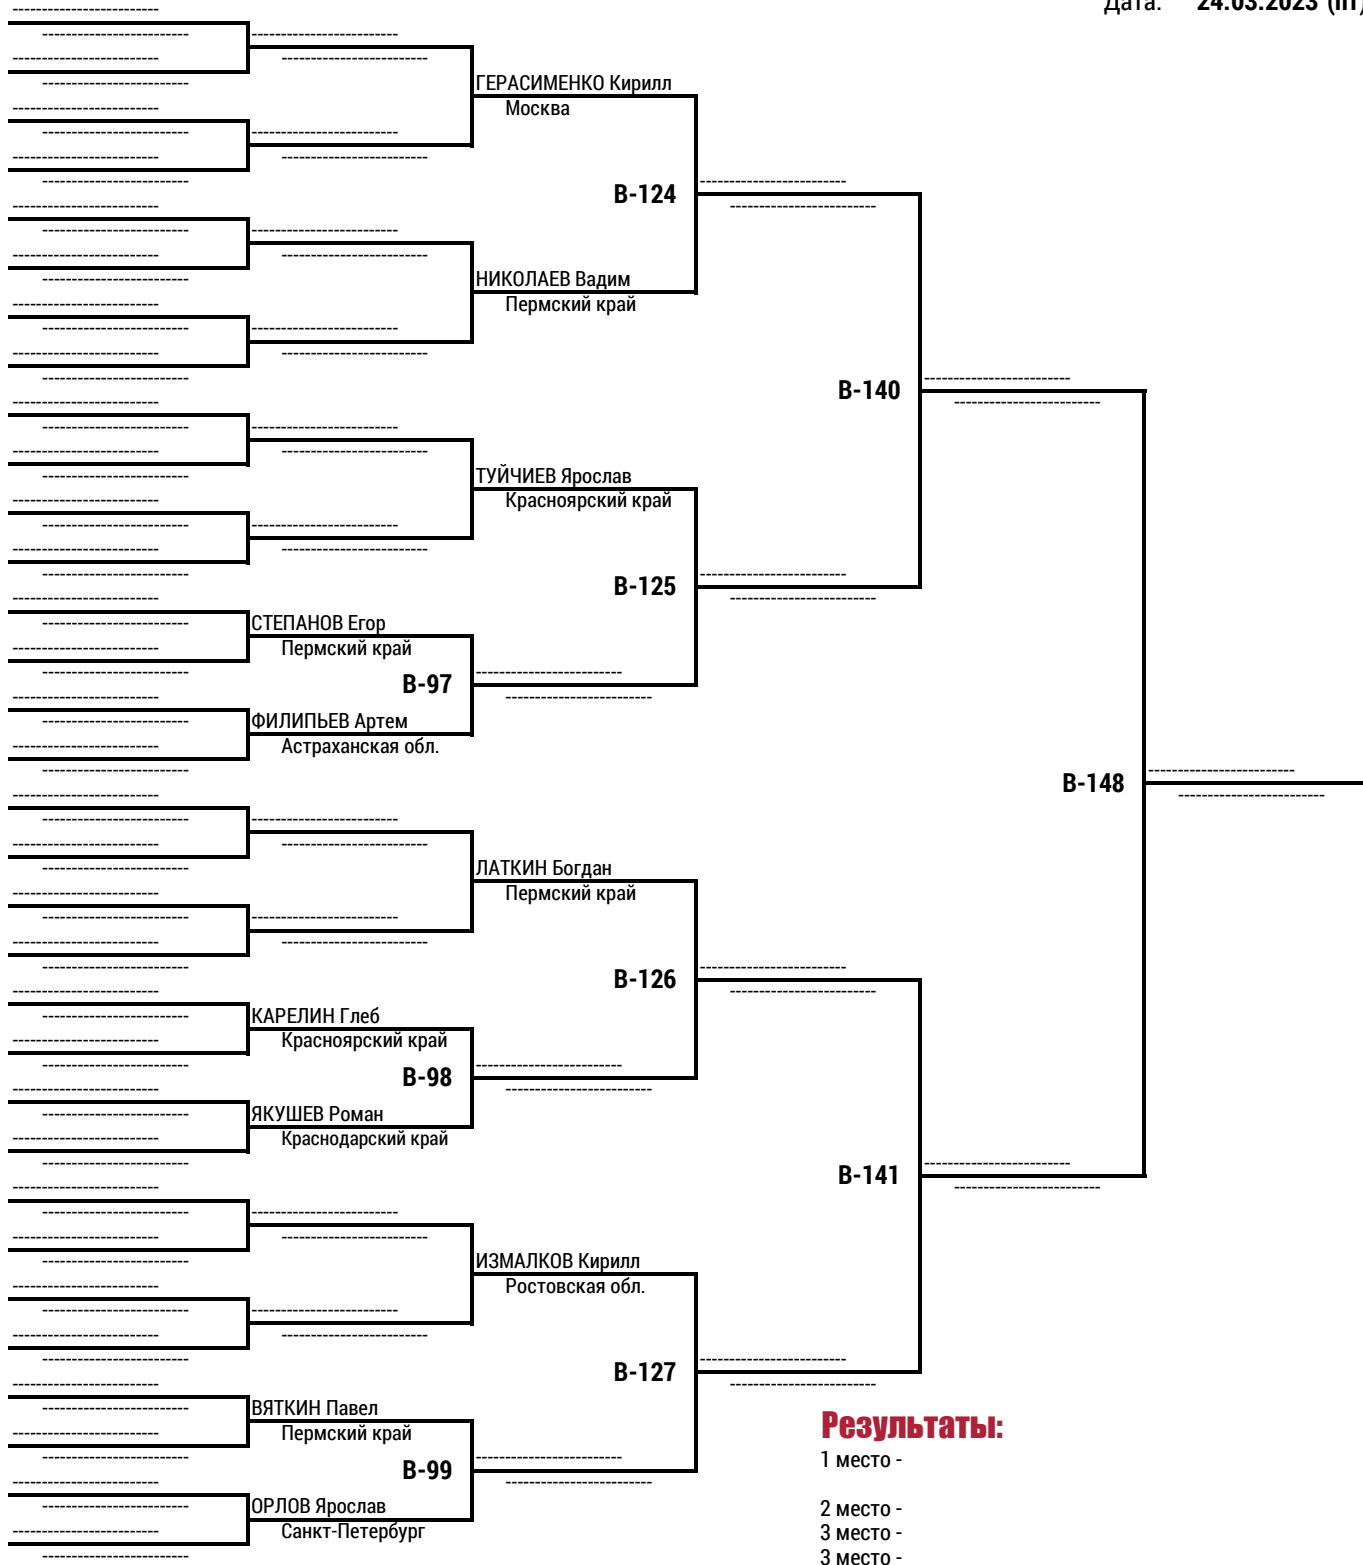 Дата: 24.03.2023 (пт)
ГЕРАСИМЕНКО Кирилл
Москва
B-124
НИКОЛАЕВ Вадим
Пермский край
B-140
ТУЙЧИЕВ Ярослав
Красноярский край
B-125
СТЕПАНОВ Егор
Пермский край
B-97
ФИЛИПЬЕВ Артем
Астраханская обл.
B-148
ЛАТКИН Богдан
Пермский край
B-126
КАРЕЛИН Глеб
Красноярский край
B-98
ЯКУШЕВ Роман
Краснодарский край
B-141
ИЗМАЛКОВ Кирилл
Ростовская обл.
B-127
ВЯТКИН Павел
Пермский край
B-99
ОРЛОВ Ярослав
Санкт-Петербург
Результаты:
1 место -
2 место -
3 место -
3 место -